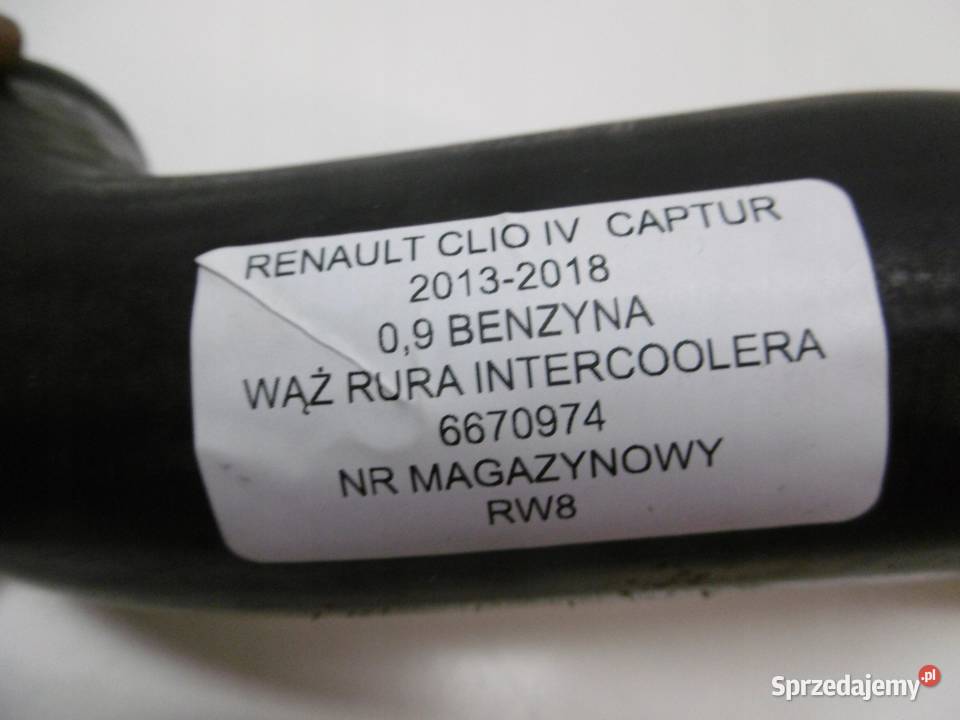 RENAULT CLIO IV CAPTUR
2013-2018
0,9 BENZYNA
WĄŻ RURA INTERCOOLERA
6670974
NR MAGAZYNOWY
RW8
Sprzedajemy.pl